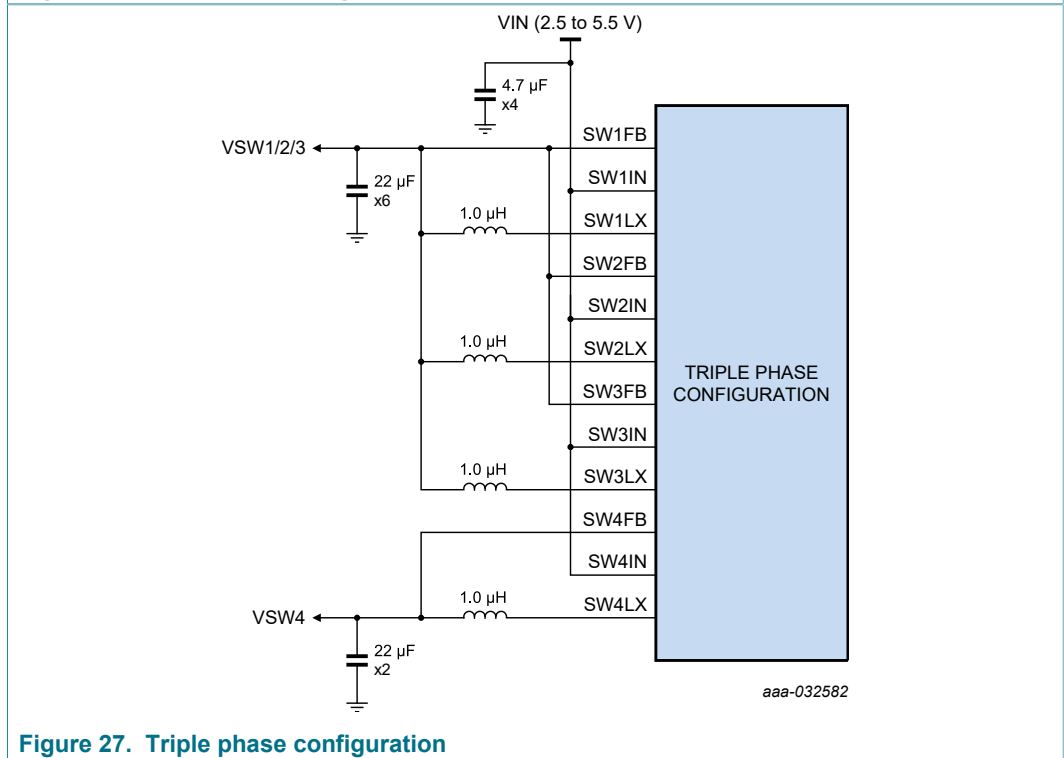 VIN (2.5 to 5.5 V)
4.7 µF
x4
SW1FB
VSW1/2/3
SW1IN
22 µF
x6
1.0 µH
SW1LX
SW2FB
SW2IN
1.0 µH
SW2LX
TRIPLE PHASE
CONFIGURATION
SW3FB
SW3IN
1.0 µH
SW3LX
SW4FB
SW4IN
1.0 µH
SW4LX
VSW4
22 µF
x2
aaa-032582
Figure 27. Triple phase configuration